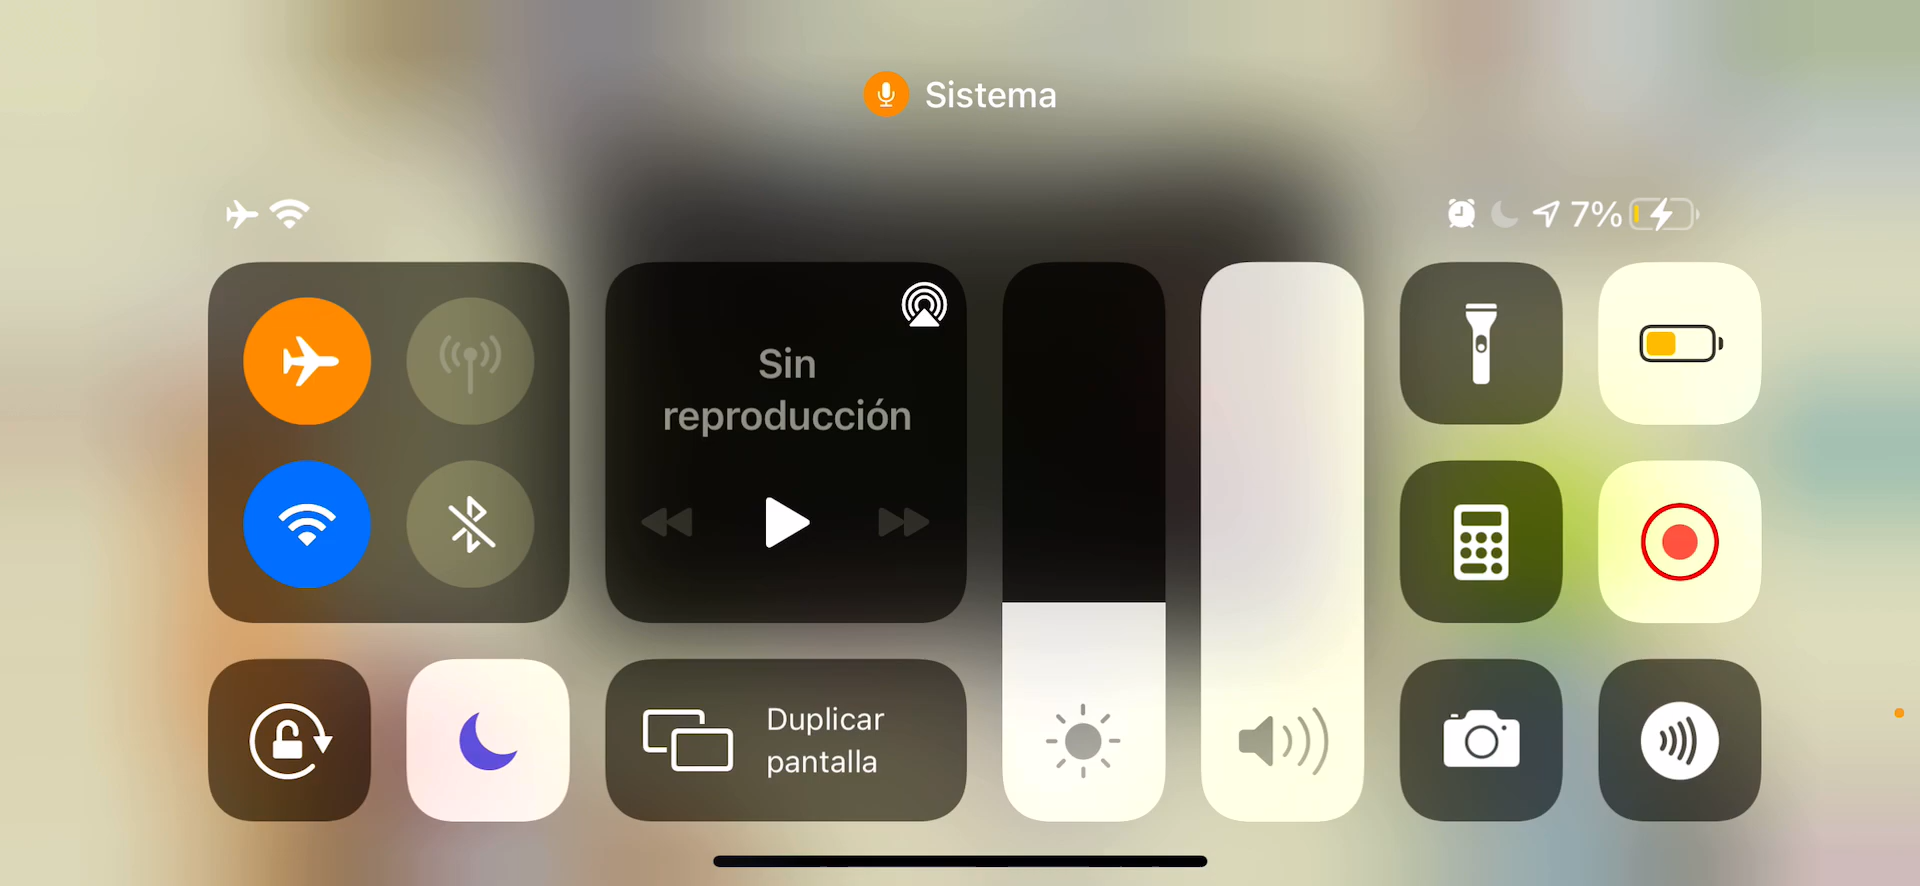 Sistema
7%
Sin
reproducción
Duplicar
pantalla